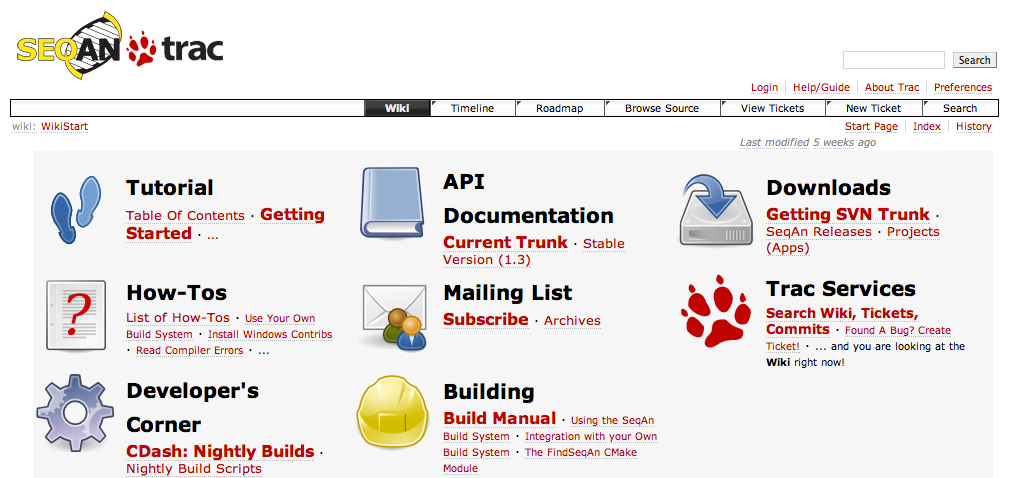 SEQAN trac
Search
Login Help/Guide About Trac Preferences
Wiki Timeline Roadmap Browse Source View Tickets New Ticket Search
wiki: WikiStart
Start Page Index History
Last modified 5 weeks ago
Tutorial
Table Of Contents · Getting
Started · ...
API
Documentation
Current Trunk · Stable
Version (1.3)
Downloads
Getting SVN Trunk ·
SeqAn Releases · Projects
(Apps)
How-Tos
List of How-Tos · Use Your Own
Build System · Install Windows Contribs
· Read Compiler Errors · ...
Mailing List
Subscribe · Archives
Trac Services
Search Wiki, Tickets,
Commits · Found A Bug? Create
Ticket! · ... and you are looking at the
Wiki right now!
Developer's
Corner
CDash: Nightly Builds ·
Nightly Build Scripts
Building
Build Manual · Using the SeqAn
Build System · Integration with your Own
Build System · The FindSeqAn CMake
Module
?